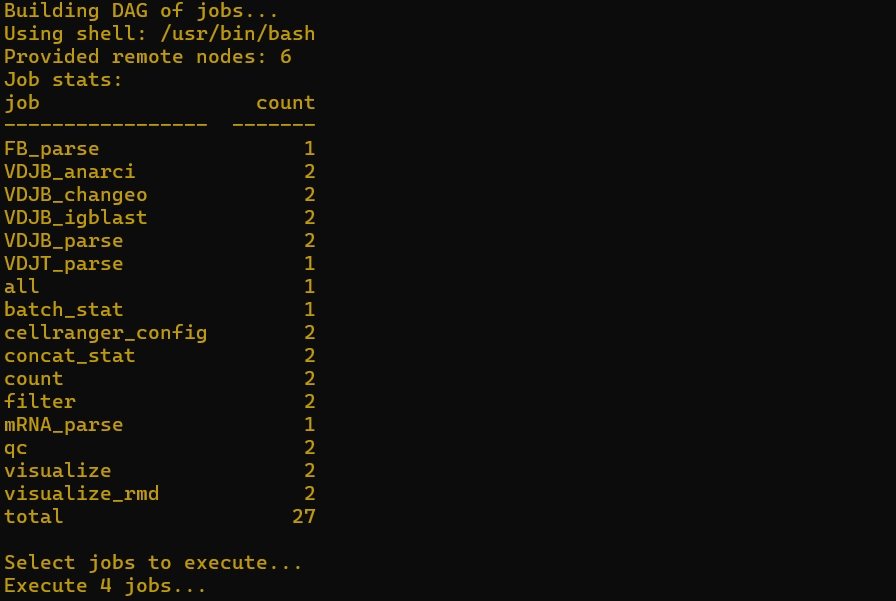 Building DAG of jobs...
Using shell: /usr/bin/bash
Provided remote nodes: 6
Job stats:
job                  count
-----------------  -------
FB_parse                 1
VDJB_anarci              2
VDJB_changeo             2
VDJB_igblast             2
VDJB_parse               2
VDJT_parse               1
all                      1
batch_stat               1
cellranger_config        2
concat_stat              2
count                    2
filter                   2
mRNA_parse               1
qc                       2
visualize                2
visualize_rmd            2
total                   27

Select jobs to execute...
Execute 4 jobs...